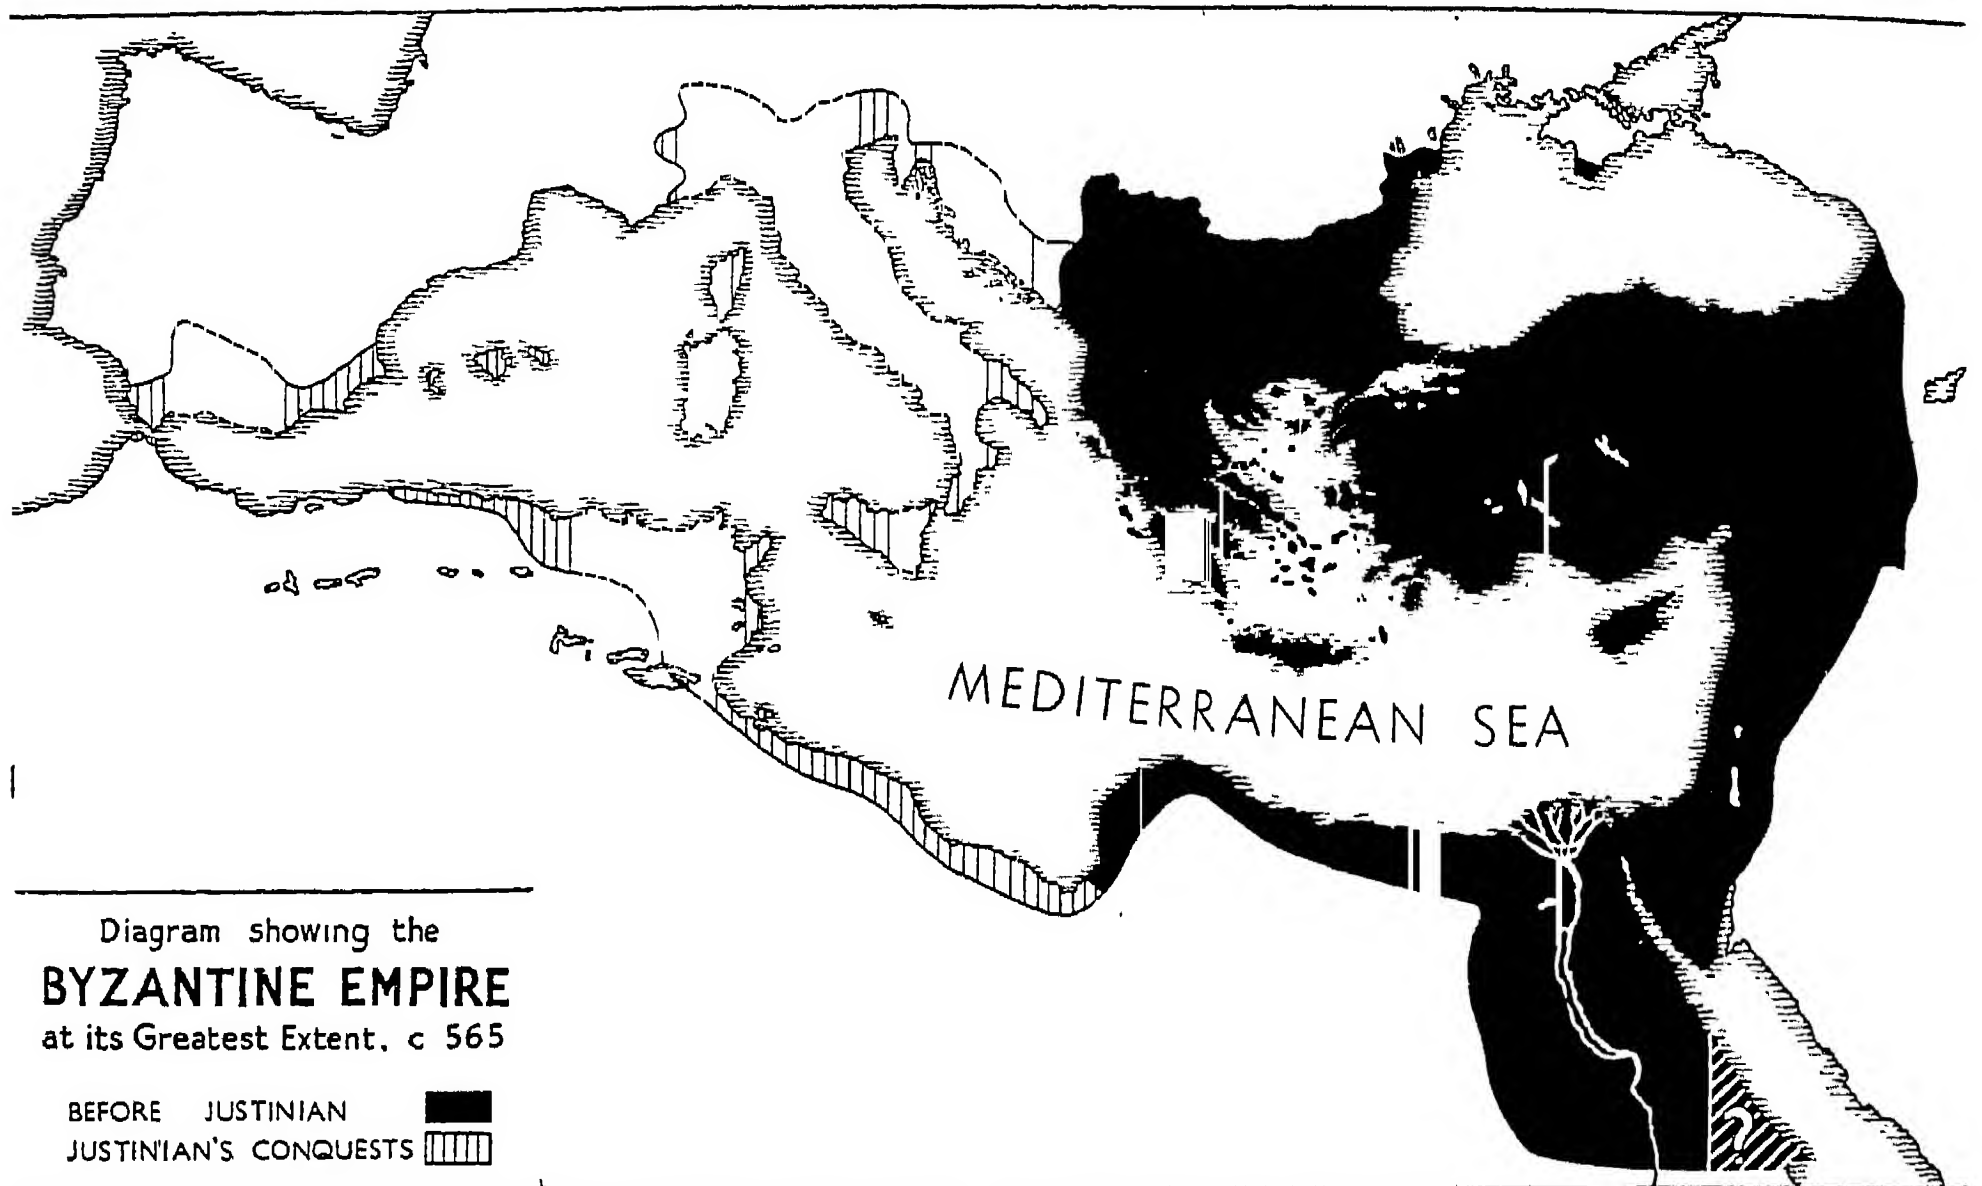 MEDITERRANEAN SEA
Diagram showing the
BYZANTINE EMPIRE
at its Greatest Extent. c 565
BEFORE JUSTINIAN
JUSTINIAN'S CONQUESTS
?